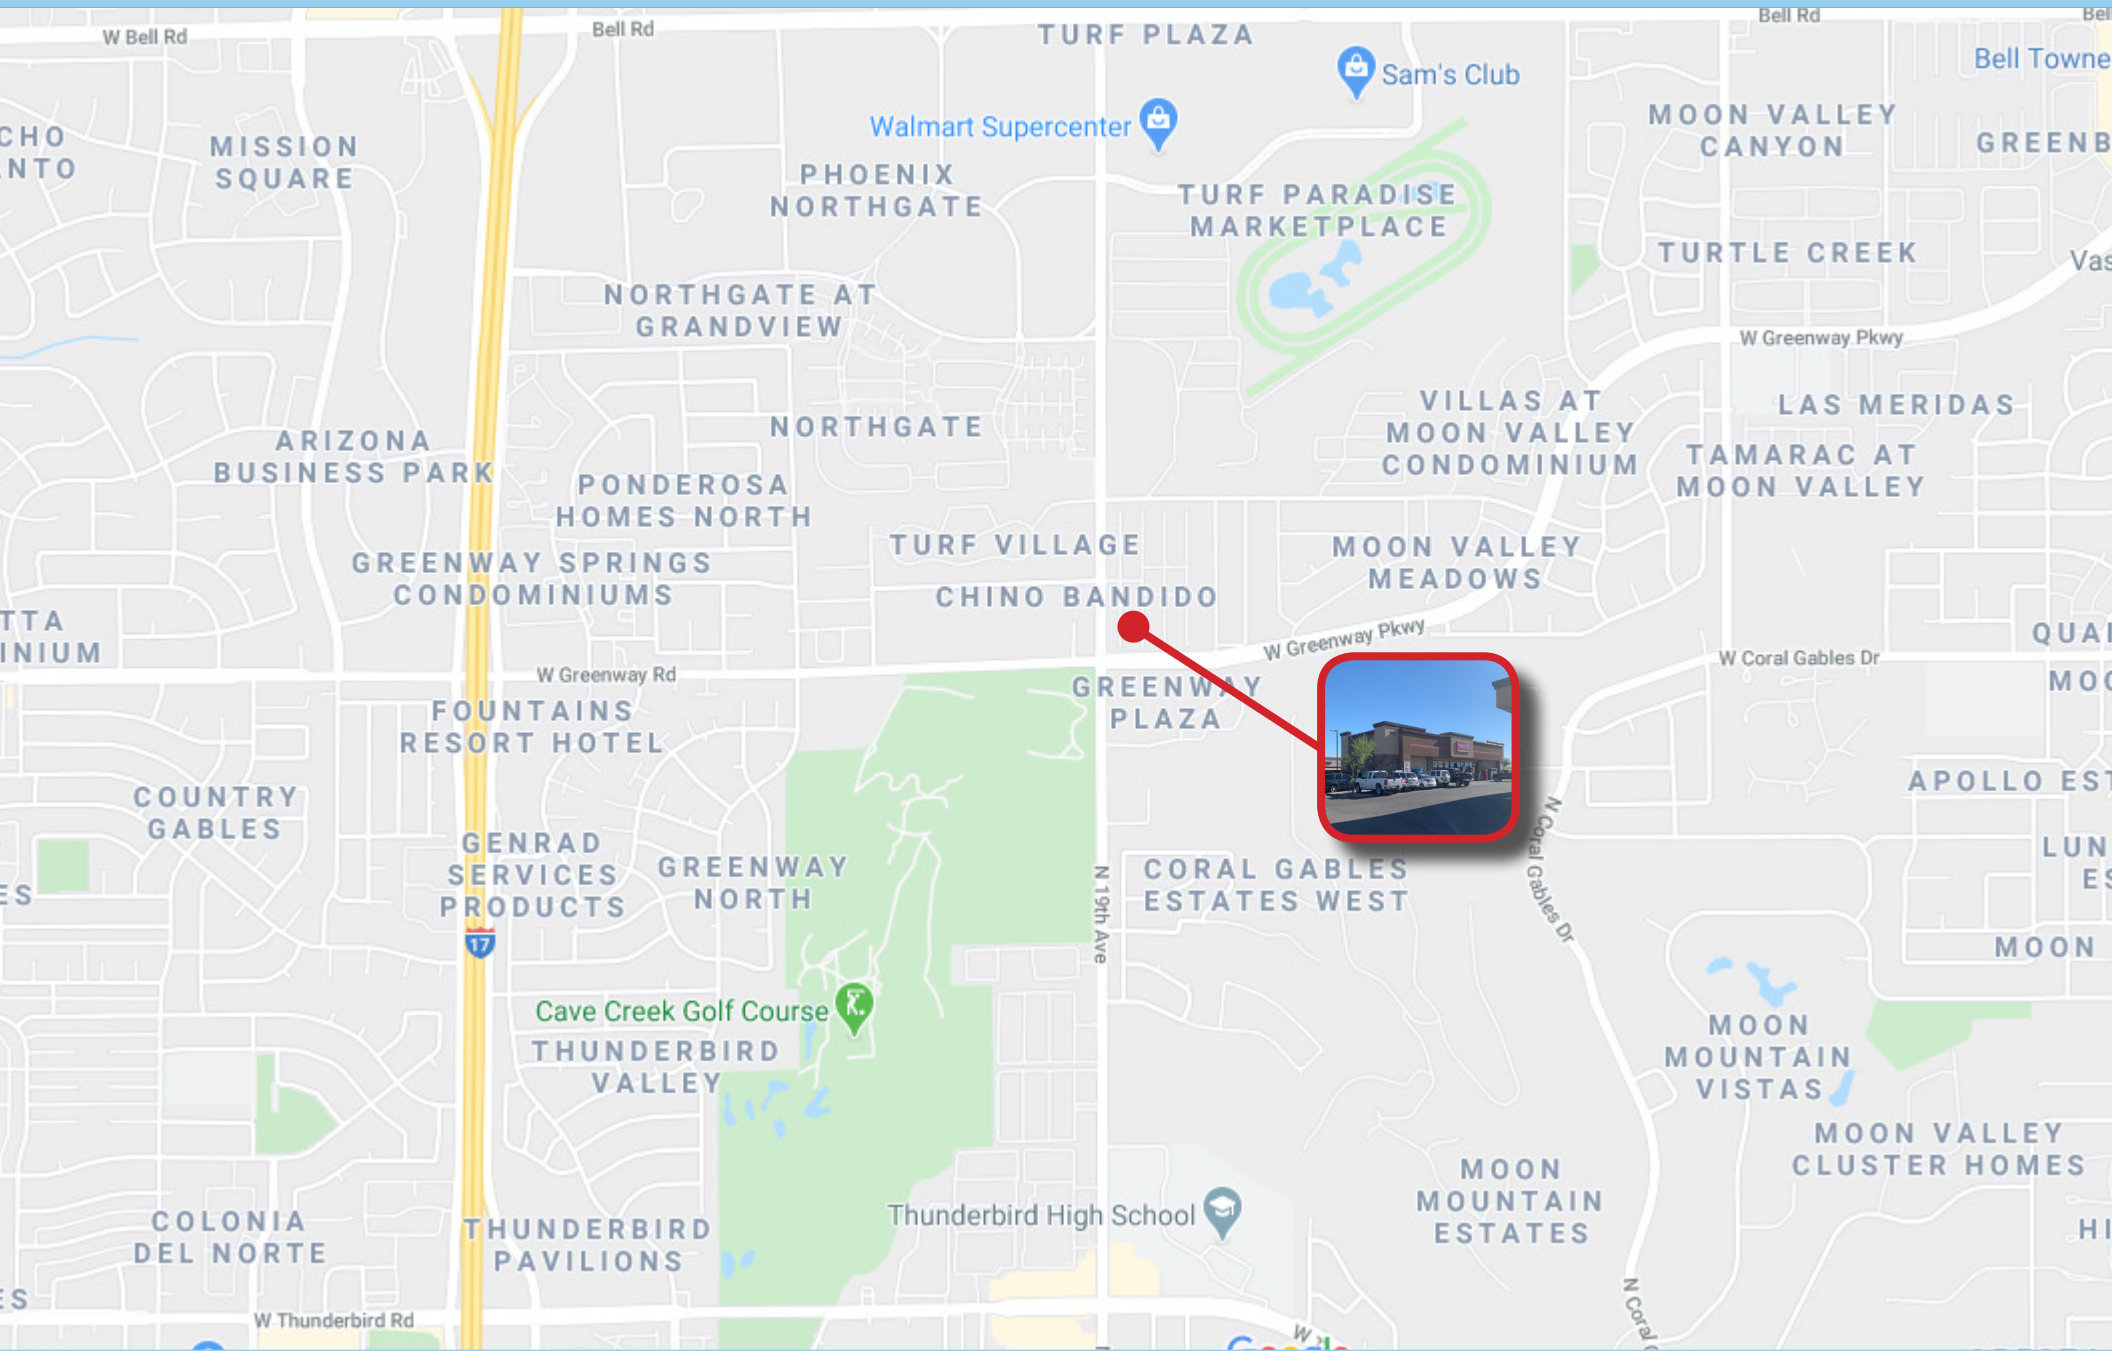 W Bell Rd
Bell Rd
TURF PLAZA
Bell Rd
Bel
Sam's Club
Bell Towne
Walmart Supercenter
MOON VALLEY
CANYON
CHO
NTO
MISSION
SQUARE
GREENB
PHOENIX
NORTHGATE
TURF PARADISE
MARKETPLACE
TURTLE CREEK
Vas
NORTHGATE AT
GRANDVIEW
W Greenway Pkwy
VILLAS AT
MOON VALLEY
CONDOMINIUM
LAS MERIDAS
NORTHGATE
ARIZONA
BUSINESS PARK
TAMARAC AT
MOON VALLEY
PONDEROSA
HOMES NORTH
TURF VILLAGE
MOON VALLEY
MEADOWS
GREENWAY SPRINGS
CONDOMINIUMS
CHINO BANDIDO
TTA
INIUM
W Greenway Pkwy
QUAI
W Coral Gables Dr
W Greenway Rd
GREENWAY
PLAZA
MOO
FOUNTAINS
RESORT HOTEL
COUNTRY
GABLES
APOLLO EST
N Coral Gables Dr
GENRAD
SERVICES
PRODUCTS
GREENWAY
NORTH
CORAL GABLES
ESTATES WEST
LUN
ES
ES
N 19th Ave
17
MOON
Cave Creek Golf Course
THUNDERBIRD
VALLEY
MOON
MOUNTAIN
VISTAS
MOON VALLEY
CLUSTER HOMES
MOON
MOUNTAIN
ESTATES
Thunderbird High School
COLONIA
DEL NORTE
THUNDERBIRD
PAVILIONS
HI
ES
N Coral
W Thunderbird Rd
W
Google